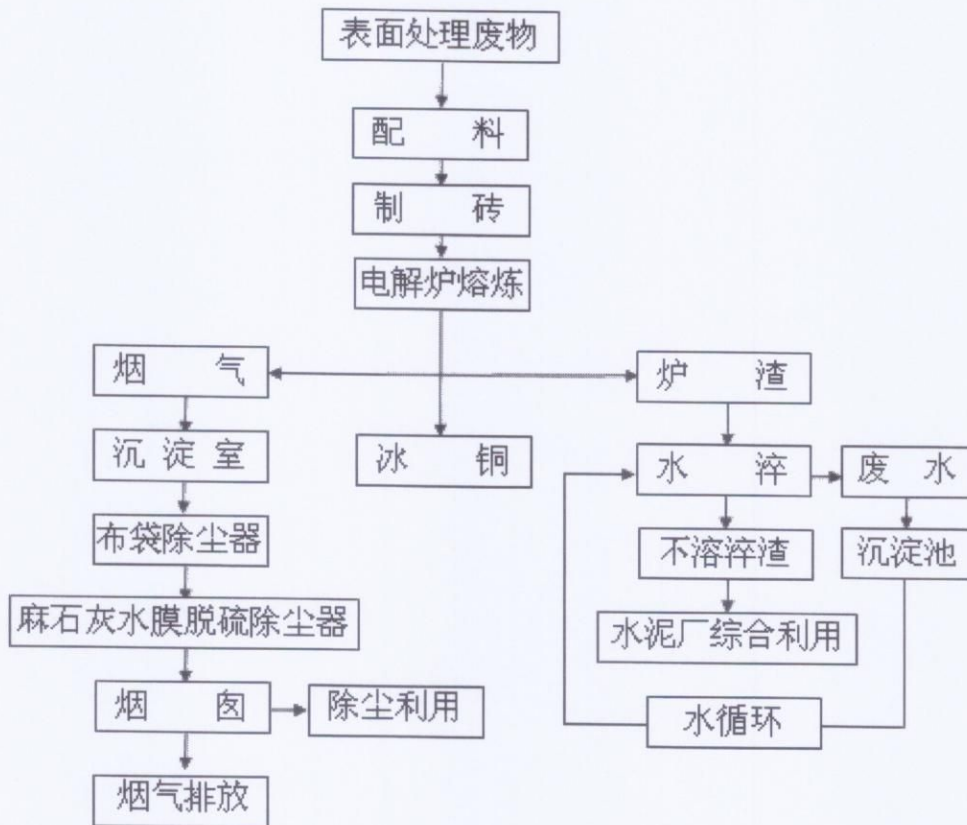 表面处理废物
配 料
制 砖
电解炉熔炼
烟 气
炉 渣
沉 淀 室
冰 铜
水 淬
废 水
布袋除尘器
不溶淬渣
沉淀池
麻石灰水膜脱硫除尘器
水泥厂综合利用
烟 囱
除尘利用
水循环
烟气排放